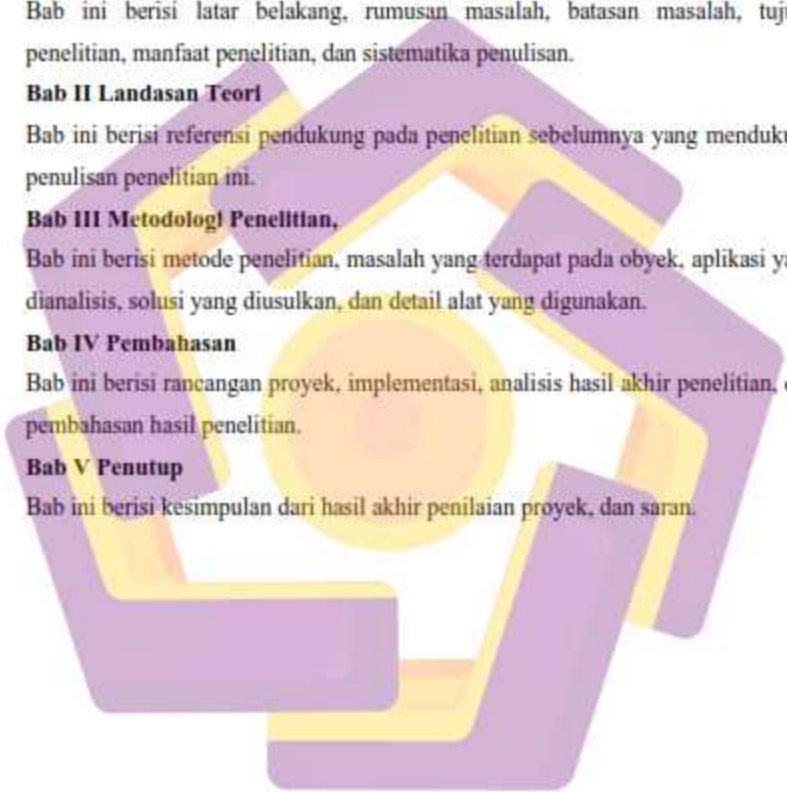 Bab ini berisi latar belakang, rumusan masalah, batasan masalah, tuju
penelitian, manfaat penelitian, dan sistematika penulisan.
Bab II Landasan Teori
Bab ini berisi referensi pendukung pada penelitian sebelumnya yang menduku
penulisan penelitian ini.
Bab III Metodologi Penelitian,
Bab ini berisi metode penelitian, masalah yang terdapat pada obyek, aplikasi ya
dianalisis, solusi yang diusulkan, dan detail alat yang digunakan.
Bab IV Pembahasan
Bab ini berisi rancangan proyek, implementasi, analisis hasil akhir penelitian,
pembahasan hasil penelitian.
Bab V Penutup
Bab ini berisi kesimpulan dari hasil akhir penilaian proyek, dan saran.